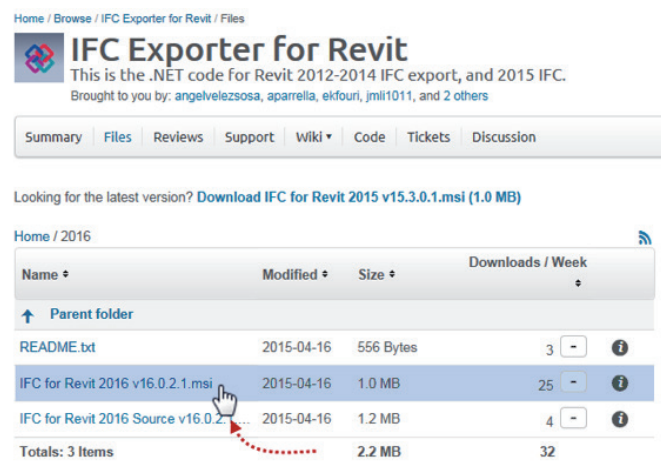 Home / Browse / IFC Exporter for Revit / Files
IFC Exporter for Revit
This is the .NET code for Revit 2012-2014 IFC export, and 2015 IFC.
Brought to you by: angelvelezsosa, aparrella, ekfouri, jmli1011, and 2 others
Summary Files Reviews Support Wiki Code Tickets Discussion
Looking for the latest version? Download IFC for Revit 2015 v15.3.0.1.msi (1.0 MB)
Home / 2016
Name Modified Size Downloads / Week
Parent folder
README.txt 2015-04-16 556 Bytes 3 -
IFC for Revit 2016 v16.0.2.1.msi 2015-04-16 1.0 MB 25 -
IFC for Revit 2016 Source v16.0.2. ... 2015-04-16 1.2 MB 4 -
Totals: 3 Items 2.2 MB 32